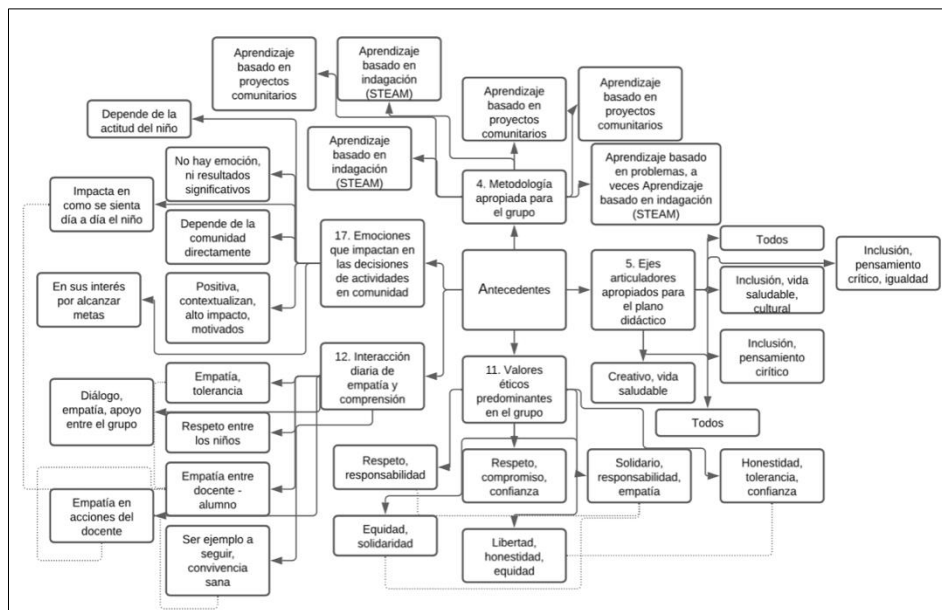 Aprendizaje
basado en
proyectos
comunitarios
Aprendizaje
basado en
indagación
(STEAM)
Aprendizaje
basado en
proyectos
comunitarios
Aprendizaje
basado en
proyectos
comunitarios
Depende de la
actitud del niño
Aprendizaje
basado en
indagación
(STEAM)
Aprendizaje basado
en problemas, a
veces Aprendizaje
basado en indagación
(STEAM)
No hay emoción,
ni resultados
significativos
4. Metodología
apropiada para
el grupo
Impacta en
como se sienta
día a día el niño
Depende de la
comunidad
directamente
17. Emociones
que impactan en
las decisiones
de actividades
en comunidad
Antecedentes
5. Ejes
articuladores
apropiados para
el plano
didáctico
Todos
Inclusión,
pensamiento
crítico, igualdad
Inclusión, vida
saludable,
cultural
En sus interés
por alcanzar
metas
Positiva,
contextualizan,
alto impacto,
motivados
Inclusión,
pensamiento
cirítico
12. Interacción
diaria de
empatía y
comprensión
11. Valores
éticos
predominantes
en el grupo
Creativo, vida
saludable
Todos
Empatía,
tolerancia
Diálogo,
empatía, apoyo
entre el grupo
Respeto entre
los niños
Respeto,
responsabilidad
Respeto,
compromiso,
confianza
Solidario,
responsabilidad,
empatía
Honestidad,
tolerancia,
confianza
Empatía entre
docente -
alumno
Empatía en
acciones del
docente
Equidad,
solidaridad
Libertad,
honestidad,
equidad
Ser ejemplo a
seguir,
convivencia
sana